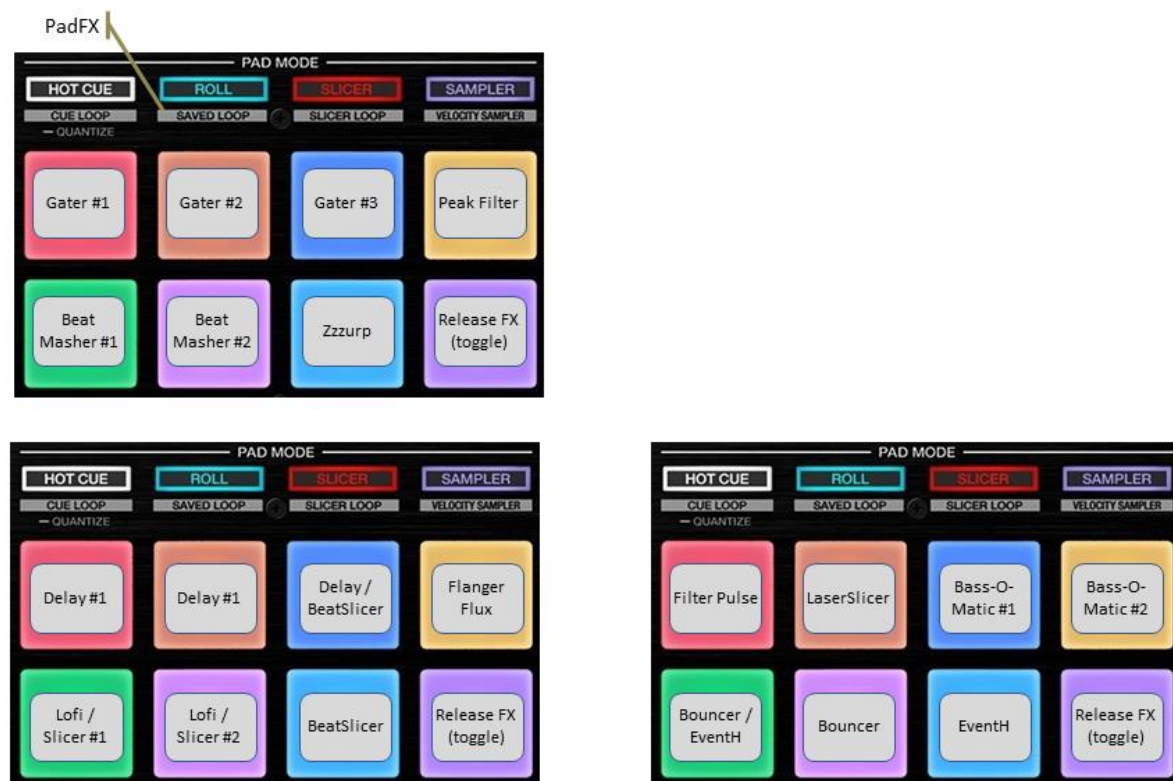 PadFX
PAD MODE
HOT CUE ROLL SLICER SAMPLER
CUE LOOP SAVED LOOP SLICER LOOP VELOCITY SAMPLER
— QUANTIZE
Gater #1 Gater #2 Gater #3 Peak Filter
Beat Masher #1 Beat Masher #2 Zzzurp Release FX (toggle)
PAD MODE
HOT CUE ROLL SLICER SAMPLER
CUE LOOP SAVED LOOP SLICER LOOP VELOCITY SAMPLER
— QUANTIZE
Delay #1 Delay #1 Delay / BeatSlicer Flanger Flux
Lofi / Slicer #1 Lofi / Slicer #2 BeatSlicer Release FX (toggle)
PAD MODE
HOT CUE ROLL SLICER SAMPLER
CUE LOOP SAVED LOOP SLICER LOOP VELOCITY SAMPLER
— QUANTIZE
Filter Pulse LaserSlicer Bass-O-Matic #1 Bass-O-Matic #2
Bouncer / EventH Bouncer EventH Release FX (toggle)